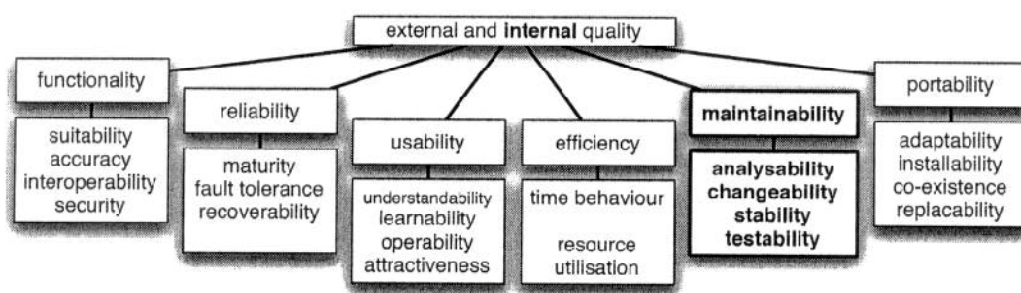 external and internal quality
functionality
suitability
accuracy
interoperability
security
reliability
maturity
fault tolerance
recoverability
usability
understandability
learnability
operability
attractiveness
efficiency
time behaviour
resource
utilisation
maintainability
analysability
changeability
stability
testability
portability
adaptability
installability
co-existence
replacability